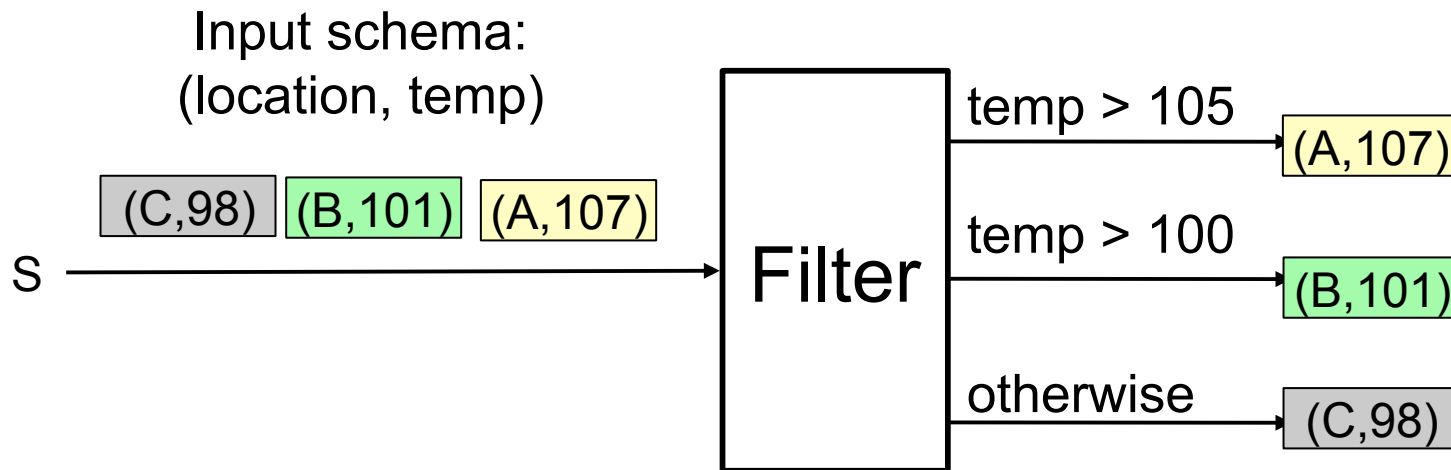 Input schema:
(location, temp)
(C,98) (B,101) (A,107)
S
Filter
temp > 105
(A,107)
temp > 100
(B,101)
otherwise
(C,98)